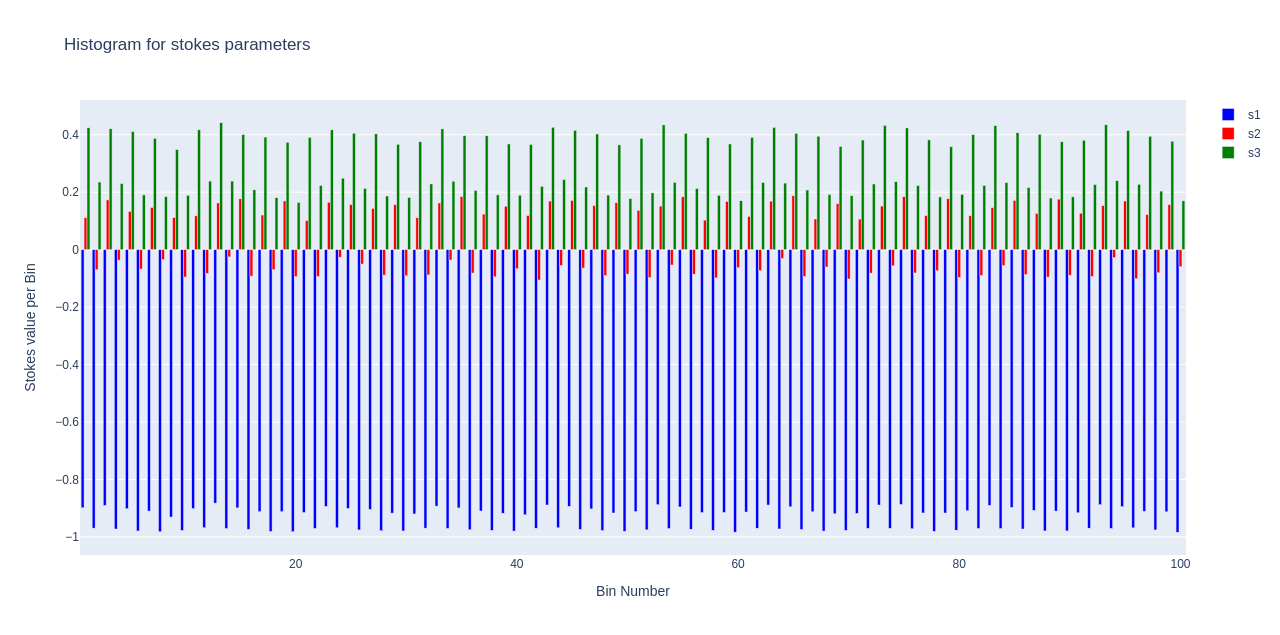 Histogram for stokes parameters
s1
s2
s3
0.4
0.2
0
−0.2
−0.4
−0.6
−0.8
−1
Stokes value per Bin
20
40
60
80
100
Bin Number